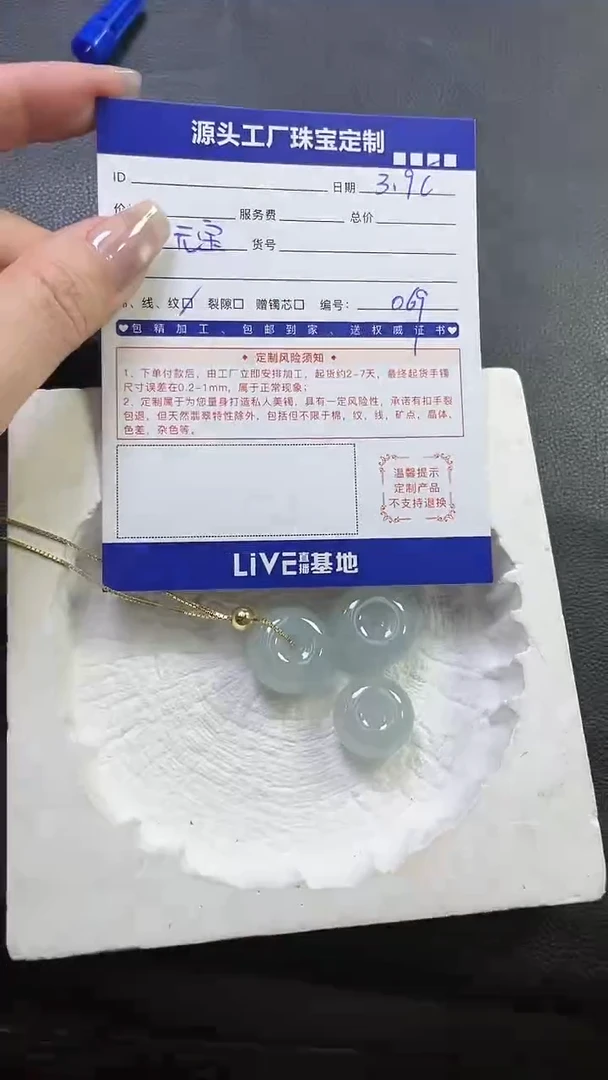 源头工厂珠宝定制
ID 日期 3.9
服务费 总价
元宝 货号
、线、纹☐ 裂隙☐ 赠镯芯☐ 编号: 069
包精加工、包邮到家、送权威证书
定制风险须知
1、下单付款后,由工厂立即安排加工,起货约2-7天,最终起货手镯
尺寸误差在0.2-1mm,属于正常现象;
2、定制属于为您量身打造私人美镯,具有一定风险性,承诺有扣手裂
包退,但天然翡翠特性除外,包括但不限于棉,纹,线,矿点,晶体,
色差,杂色等。
温馨提示
定制产品
不支持退换
LiVE直播基地